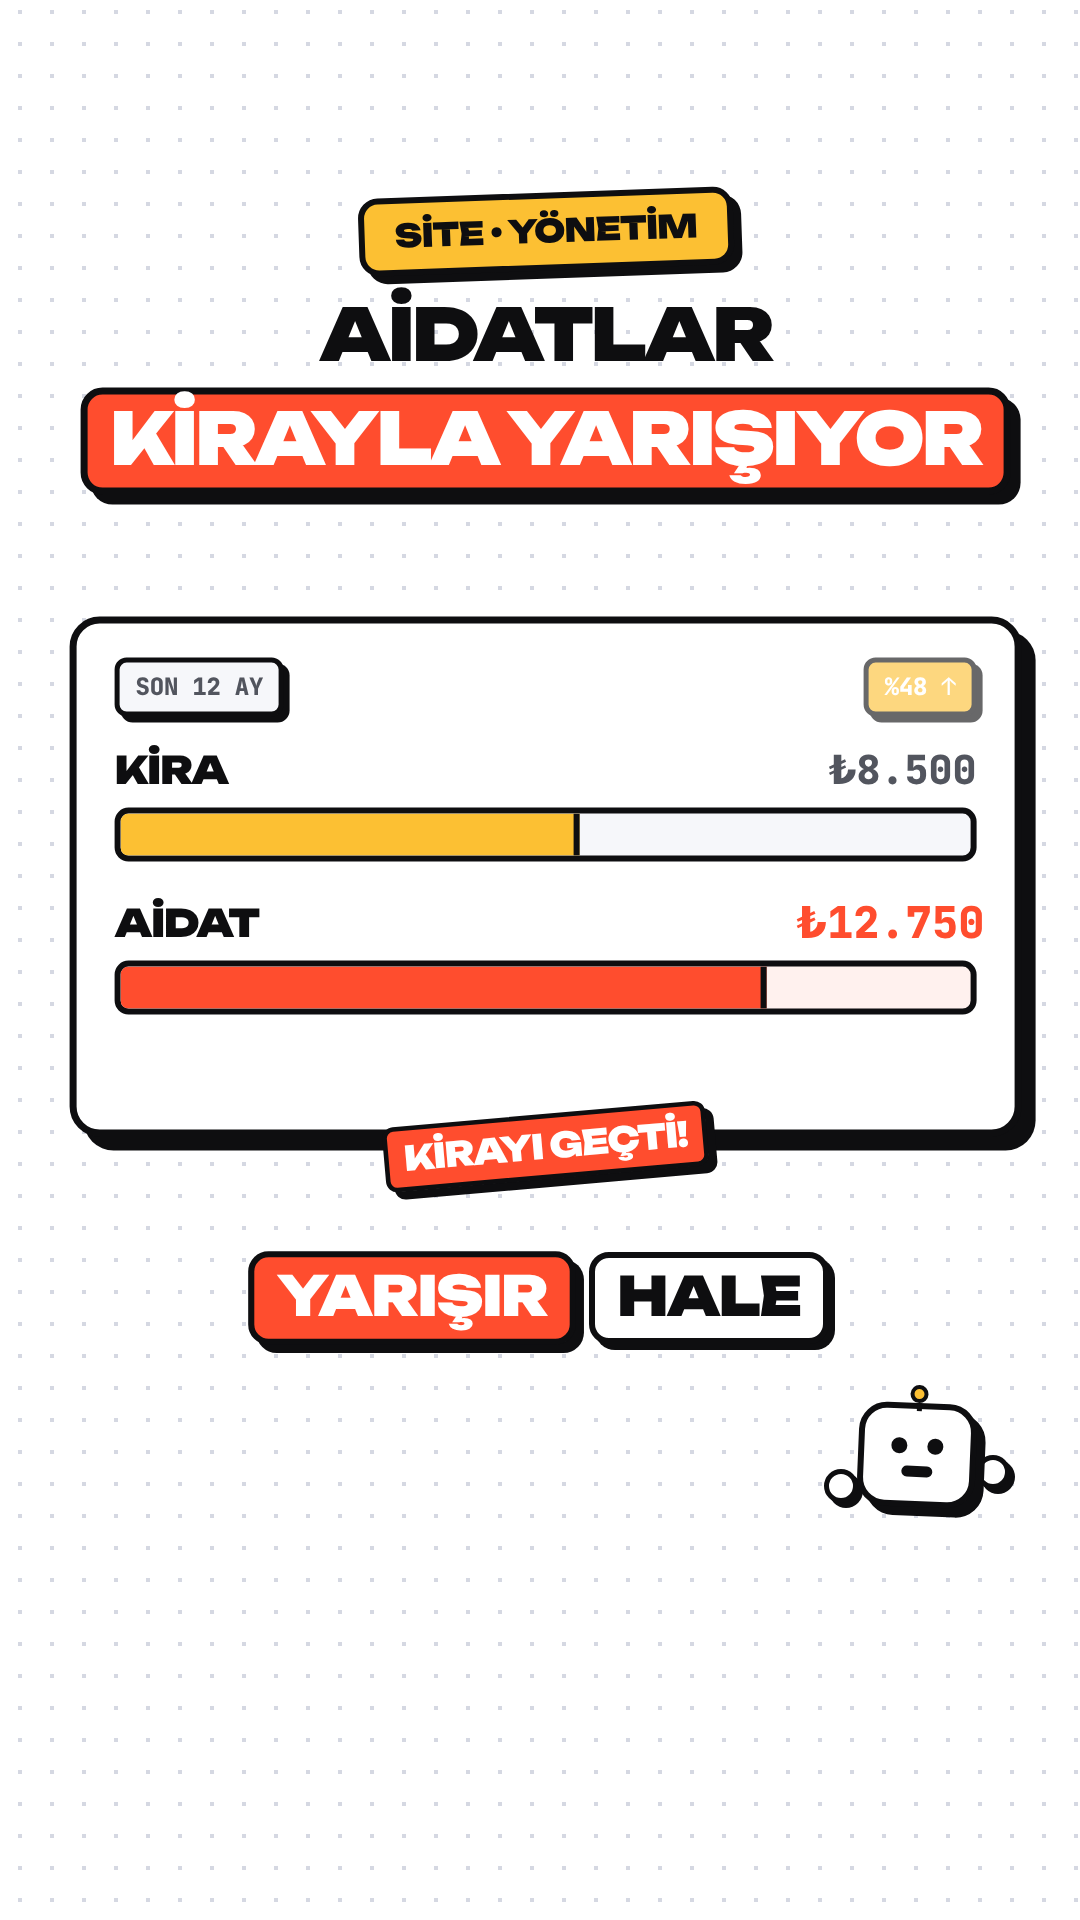 SİTE • YÖNETİM
AİDATLAR
KİRAYLA YARIŞIYOR
SON 12 AY
%48 ↑
KİRA
₺8.500
AİDAT
₺12.750
KİRAYI GEÇTİ!
YARIŞIR HALE